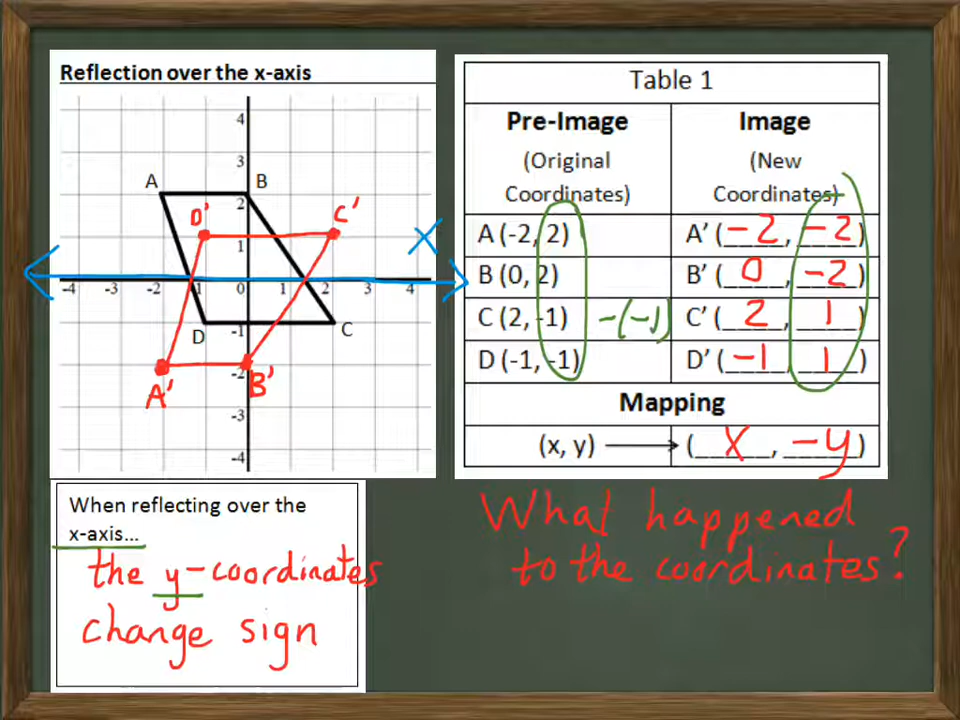 Reflection over the x-axis
4
3
A B
2
D' C'
1
X
-4 -3 -2 -1 0 1 2 3 4
D -1 C
-2
A' B'
-3
-4
When reflecting over the
x-axis...
the y-coordinates
change sign
Table 1
Pre-Image Image
(Original (New
Coordinates) Coordinates)
A (-2, 2) A' (-2, -2)
B (0, 2) B' (0, -2)
C (2, -1) -(-1) C' (2, 1)
D (-1, -1) D' (-1, 1)
Mapping
(x, y) → (x, -y)
What happened
to the coordinates?